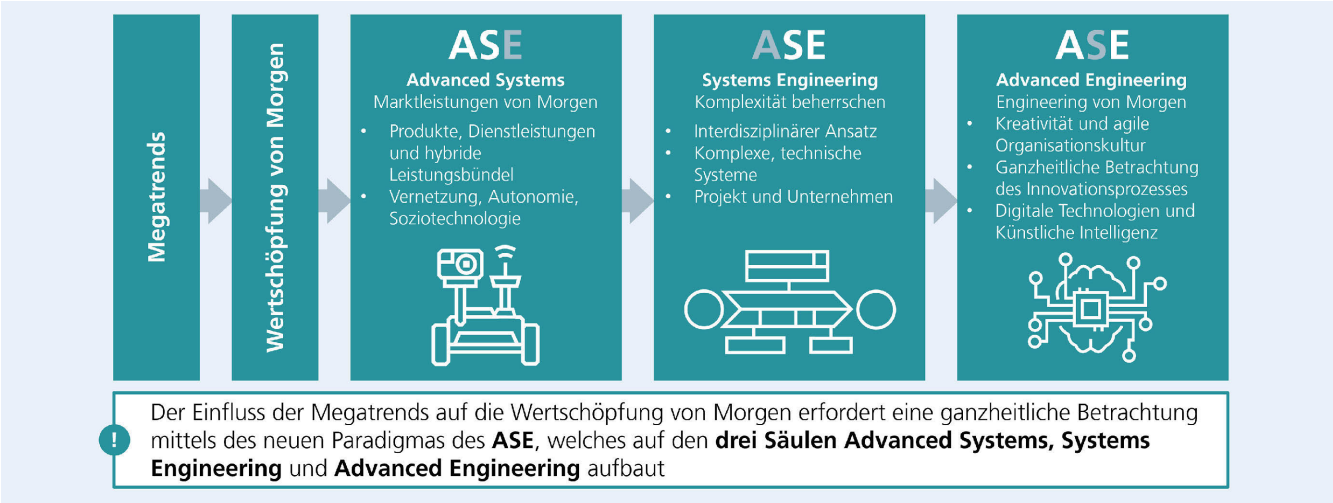 Megatrends
Wertschöpfung von Morgen
ASE
Advanced Systems
Marktleistungen von Morgen
• Produkte, Dienstleistungen
und hybride
Leistungsbündel
• Vernetzung, Autonomie,
Soziotechnologie
ASE
Systems Engineering
Komplexität beherrschen
• Interdisziplinärer Ansatz
• Komplexe, technische
Systeme
• Projekt und Unternehmen
ASE
Advanced Engineering
Engineering von Morgen
• Kreativität und agile
Organisationskultur
• Ganzheitliche Betrachtung
des Innovationsprozesses
• Digitale Technologien und
Künstliche Intelligenz
!
Der Einfluss der Megatrends auf die Wertschöpfung von Morgen erfordert eine ganzheitliche Betrachtung
mittels des neuen Paradigmas des ASE, welches auf den drei Säulen Advanced Systems, Systems
Engineering und Advanced Engineering aufbaut